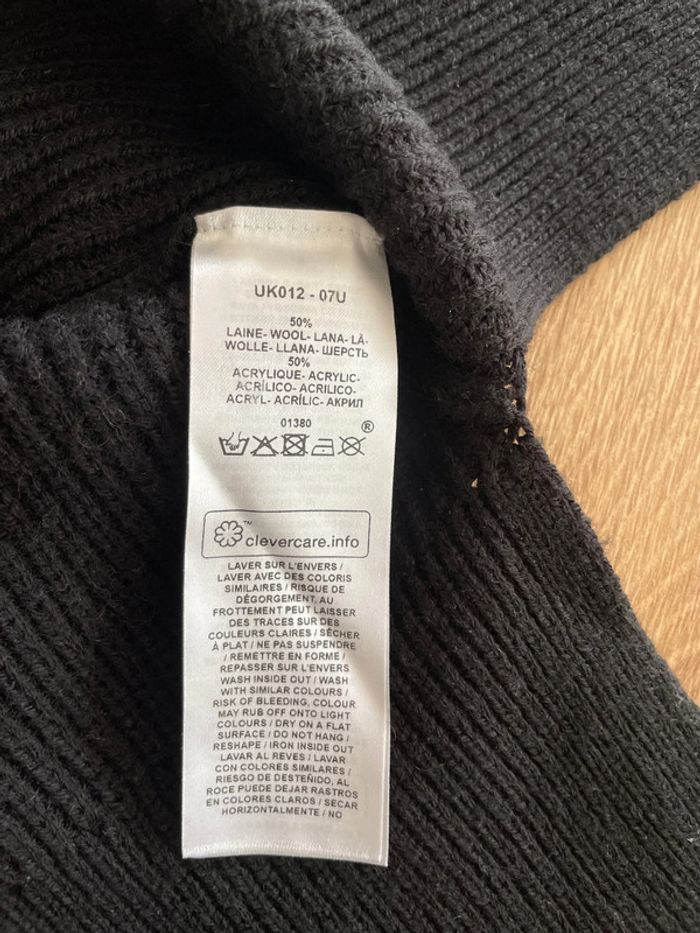 UK012 - 07U
50%
LAINE- WOOL- LANA- LÃ-
WOLLE- LLANA- ШЕРСТЬ
50%
ACRYLIQUE- ACRYLIC-
ACRÍLICO- ACRILICO-
ACRYL- ACRÍLIC- АКРИЛ
01380
®
™
clevercare.info
LAVER SUR L'ENVERS /
LAVER AVEC DES COLORIS
SIMILAIRES / RISQUE DE
DÉGORGEMENT, AU
FROTTEMENT PEUT LAISSER
DES TRACES SUR DES
COULEURS CLAIRES / SÉCHER
À PLAT / NE PAS SUSPENDRE
/ REMETTRE EN FORME /
REPASSER SUR L'ENVERS
WASH INSIDE OUT / WASH
WITH SIMILAR COLOURS /
RISK OF BLEEDING, COLOUR
MAY RUB OFF ONTO LIGHT
COLOURS / DRY ON A FLAT
SURFACE / DO NOT HANG /
RESHAPE / IRON INSIDE OUT
LAVAR AL REVES / LAVAR
CON COLORES SIMILARES /
RIESGO DE DESTEÑIDO, AL
ROCE PUEDE DEJAR RASTROS
EN COLORES CLAROS / SECAR
HORIZONTALMENTE / NO